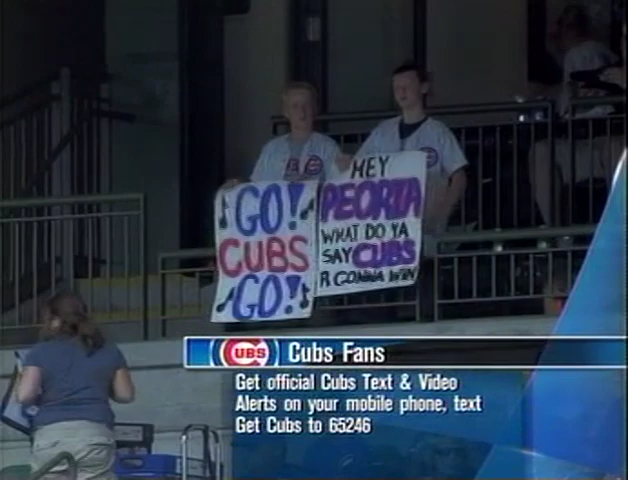 GO!
CUBS
GO!
HEY
PEORIA
WHAT DO YA
SAY CUBS
R GONNA WIN
CUBS
Cubs Fans
Get official Cubs Text & Video
Alerts on your mobile phone, text
Get Cubs to 65246